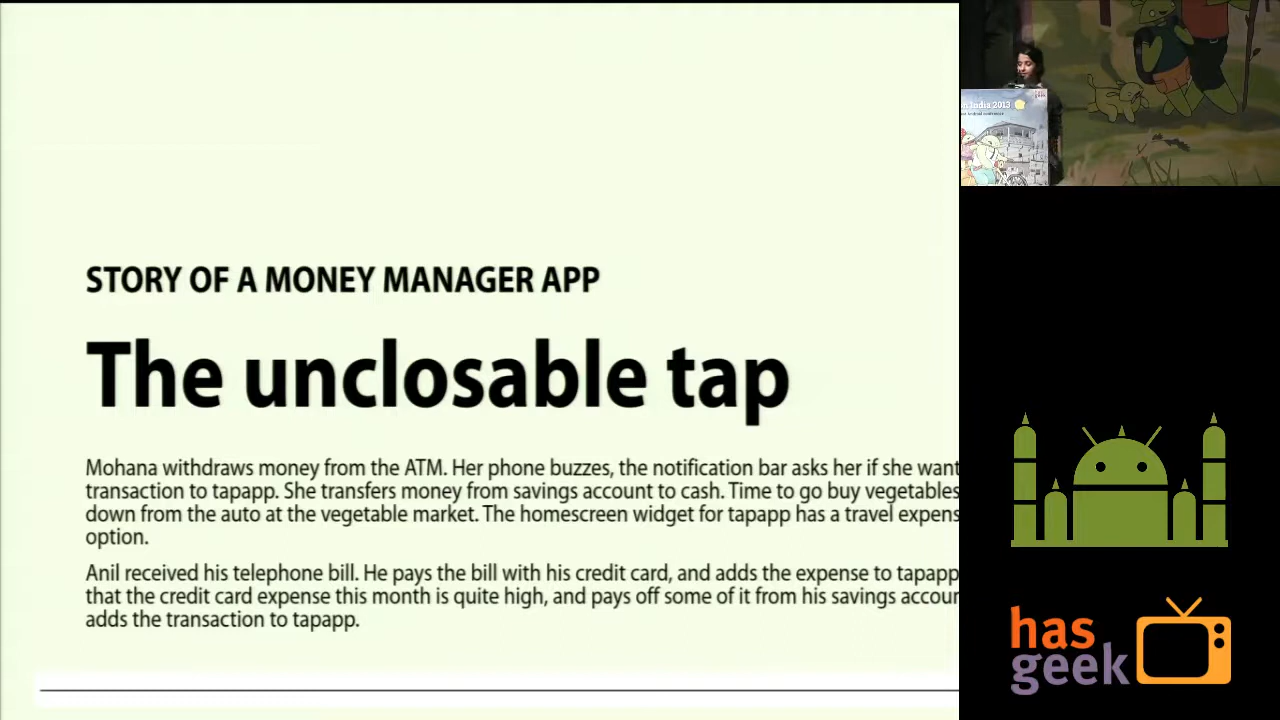 STORY OF A MONEY MANAGER APP
The unclosable tap
Mohana withdraws money from the ATM. Her phone buzzes, the notification bar asks her if she want
transaction to tapapp. She transfers money from savings account to cash. Time to go buy vegetables
down from the auto at the vegetable market. The homescreen widget for tapapp has a travel expens
option.
Anil received his telephone bill. He pays the bill with his credit card, and adds the expense to tapapp
that the credit card expense this month is quite high, and pays off some of it from his savings accoun
adds the transaction to tapapp.
India 2013
has
geek